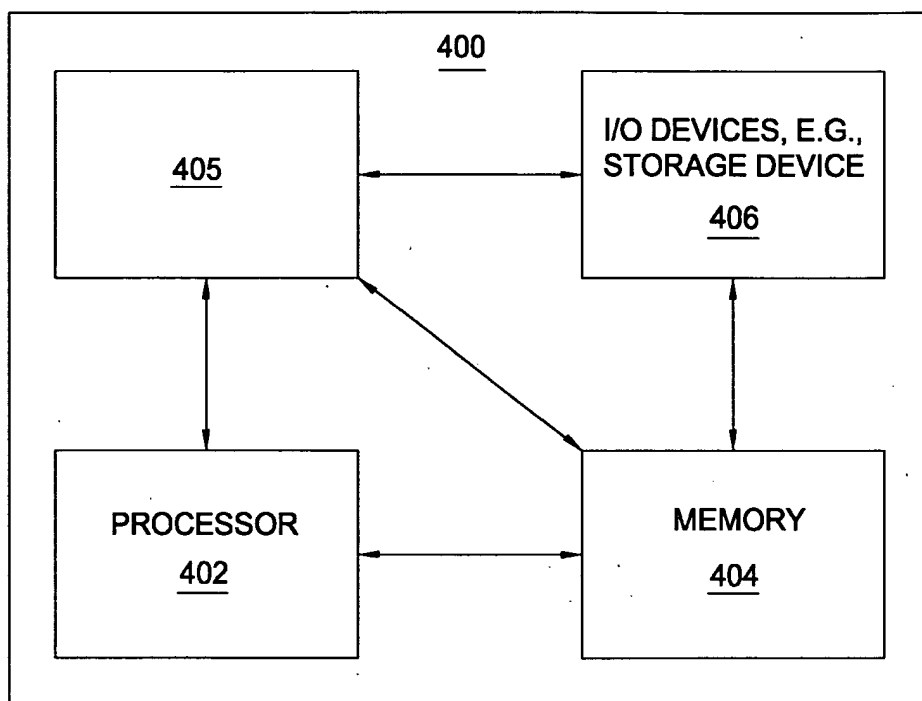 400
405
I/O DEVICES, E.G.,
STORAGE DEVICE
406
PROCESSOR
402
MEMORY
404